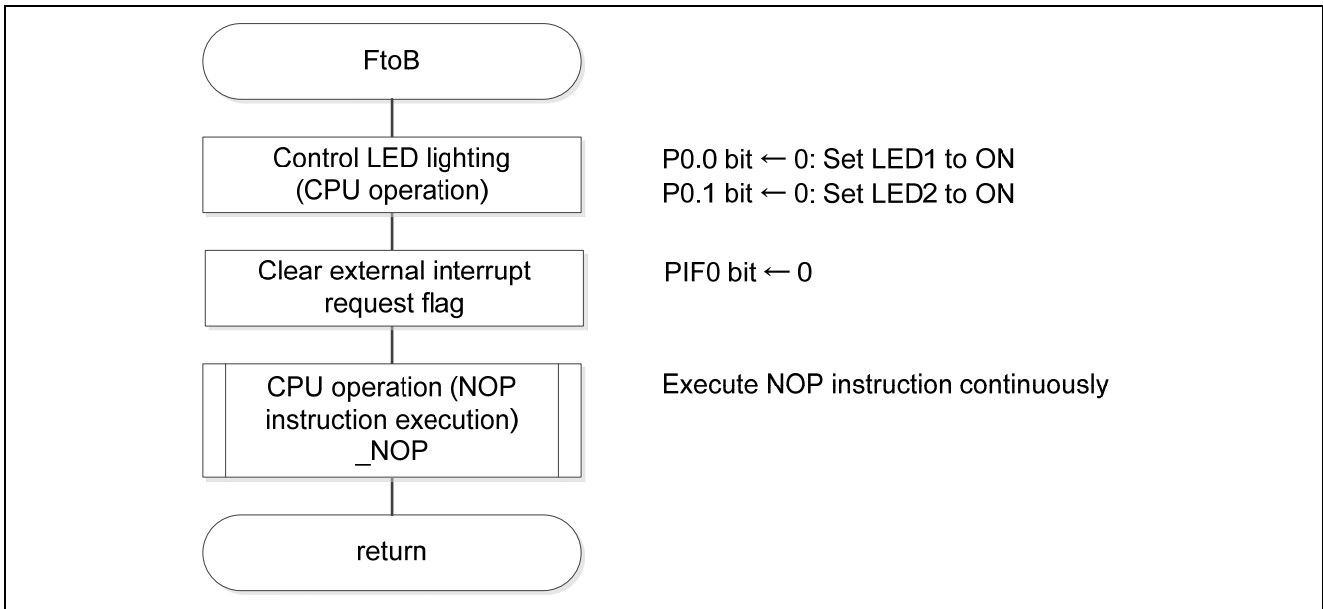 FtoB
Control LED lighting
(CPU operation)
P0.0 bit ← 0: Set LED1 to ON
P0.1 bit ← 0: Set LED2 to ON
Clear external interrupt
request flag
PIF0 bit ← 0
CPU operation (NOP
instruction execution)
_NOP
Execute NOP instruction continuously
return